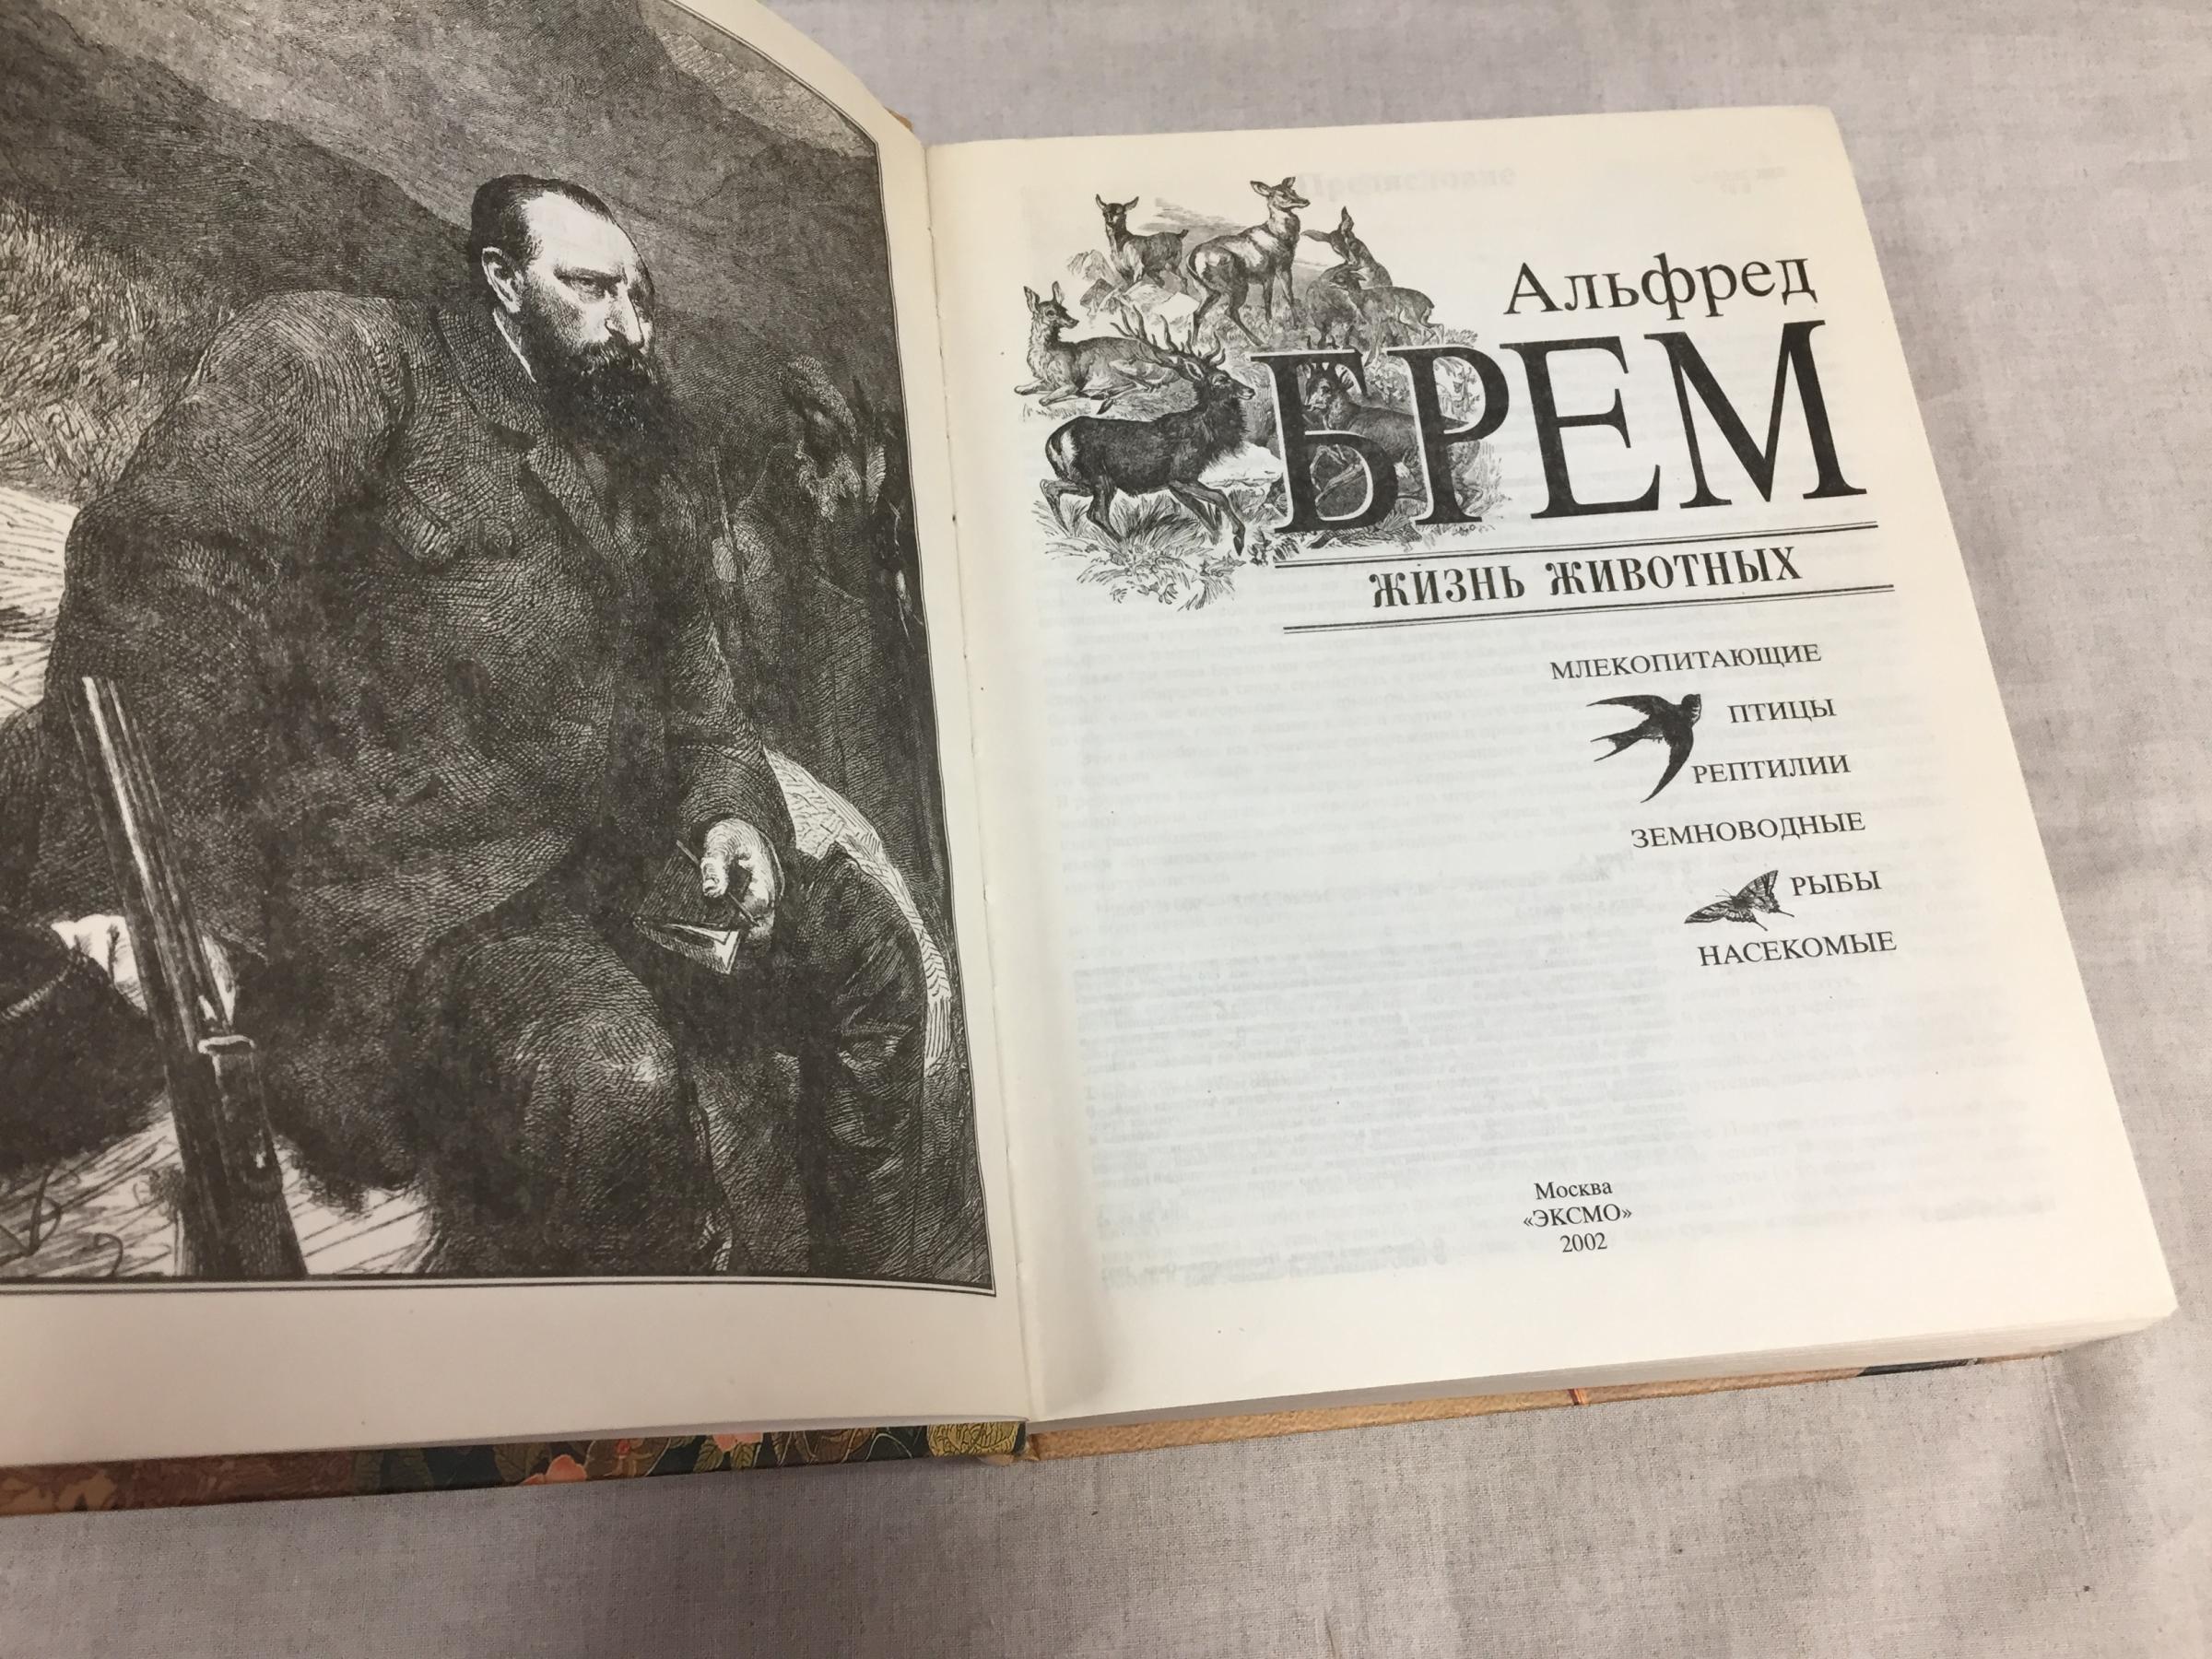 Альфред
БРЕМ
ЖИЗНЬ ЖИВОТНЫХ
МЛЕКОПИТАЮЩИЕ
ПТИЦЫ
РЕПТИЛИИ
ЗЕМНОВОДНЫЕ
РЫБЫ
НАСЕКОМЫЕ
Москва
«ЭКСМО»
2002